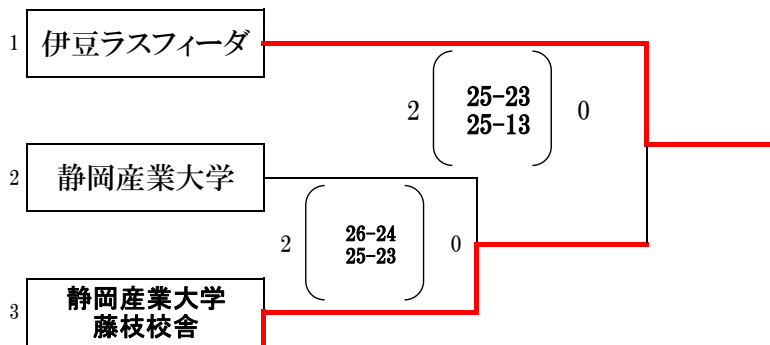 1 伊豆ラスフィーダ
2 25-23 0
25-13
2 静岡産業大学
2 26-24 0
25-23
3 静岡産業大学
藤枝校舎